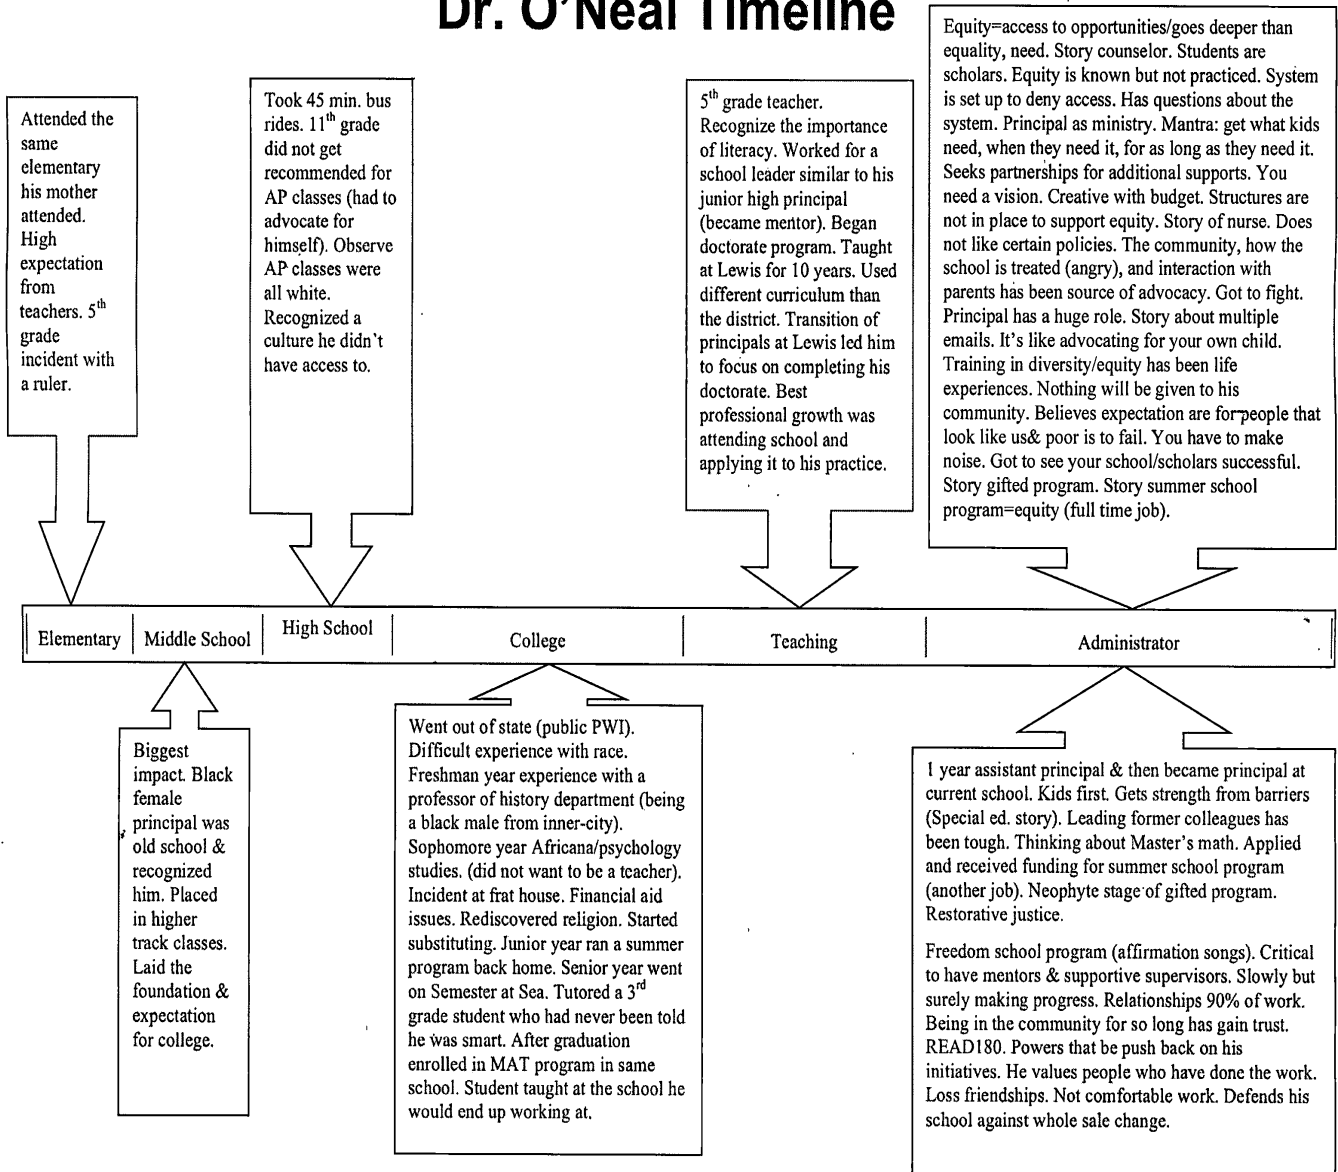 Dr. O'Neal Timeline
Attended the
same
elementary
his mother
attended.
High
expectation
from
teachers. 5th
grade
incident with
a ruler.
Took 45 min. bus
rides. 11th grade
did not get
recommended for
AP classes (had to
advocate for
himself). Observe
AP classes were
all white.
Recognized a
culture he didn't
have access to.
5th grade teacher.
Recognize the importance
of literacy. Worked for a
school leader similar to his
junior high principal
(became mentor). Began
doctorate program. Taught
at Lewis for 10 years. Used
different curriculum than
the district. Transition of
principals at Lewis led him
to focus on completing his
doctorate. Best
professional growth was
attending school and
applying it to his practice.
Equity=access to opportunities/goes deeper than
equality, need. Story counselor. Students are
scholars. Equity is known but not practiced. System
is set up to deny access. Has questions about the
system. Principal as ministry. Mantra: get what kids
need, when they need it, for as long as they need it.
Seeks partnerships for additional supports. You
need a vision. Creative with budget. Structures are
not in place to support equity. Story of nurse. Does
not like certain policies. The community, how the
school is treated (angry), and interaction with
parents has been source of advocacy. Got to fight.
Principal has a huge role. Story about multiple
emails. It's like advocating for your own child.
Training in diversity/equity has been life
experiences. Nothing will be given to his
community. Believes expectation are for people that
look like us& poor is to fail. You have to make
noise. Got to see your school/scholars successful.
Story gifted program. Story summer school
program=equity (full time job).
Elementary
Middle School
High School
College
Teaching
Administrator
Biggest
impact. Black
female
principal was
old school &
recognized
him. Placed
in higher
track classes.
Laid the
foundation &
expectation
for college.
Went out of state (public PWI).
Difficult experience with race.
Freshman year experience with a
professor of history department (being
a black male from inner-city).
Sophomore year Africana/psychology
studies. (did not want to be a teacher).
Incident at frat house. Financial aid
issues. Rediscovered religion. Started
substituting. Junior year ran a summer
program back home. Senior year went
on Semester at Sea. Tutored a 3rd
grade student who had never been told
he was smart. After graduation
enrolled in MAT program in same
school. Student taught at the school he
would end up working at.
1 year assistant principal & then became principal at
current school. Kids first. Gets strength from barriers
(Special ed. story). Leading former colleagues has
been tough. Thinking about Master's math. Applied
and received funding for summer school program
(another job). Neophyte stage of gifted program.
Restorative justice.
Freedom school program (affirmation songs). Critical
to have mentors & supportive supervisors. Slowly but
surely making progress. Relationships 90% of work.
Being in the community for so long has gain trust.
READ180. Powers that be push back on his
initiatives. He values people who have done the work.
Loss friendships. Not comfortable work. Defends his
school against whole sale change.